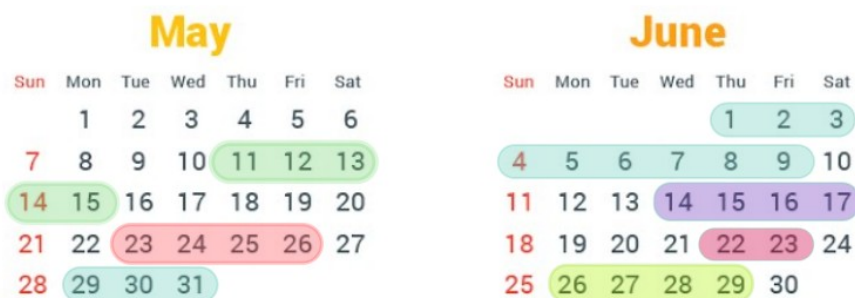 May
Sun Mon Tue Wed Thu Fri Sat
1 2 3 4 5 6
7 8 9 10 11 12 13
14 15 16 17 18 19 20
21 22 23 24 25 26 27
28 29 30 31
June
Sun Mon Tue Wed Thu Fri Sat
1 2 3
4 5 6 7 8 9 10
11 12 13 14 15 16 17
18 19 20 21 22 23 24
25 26 27 28 29 30